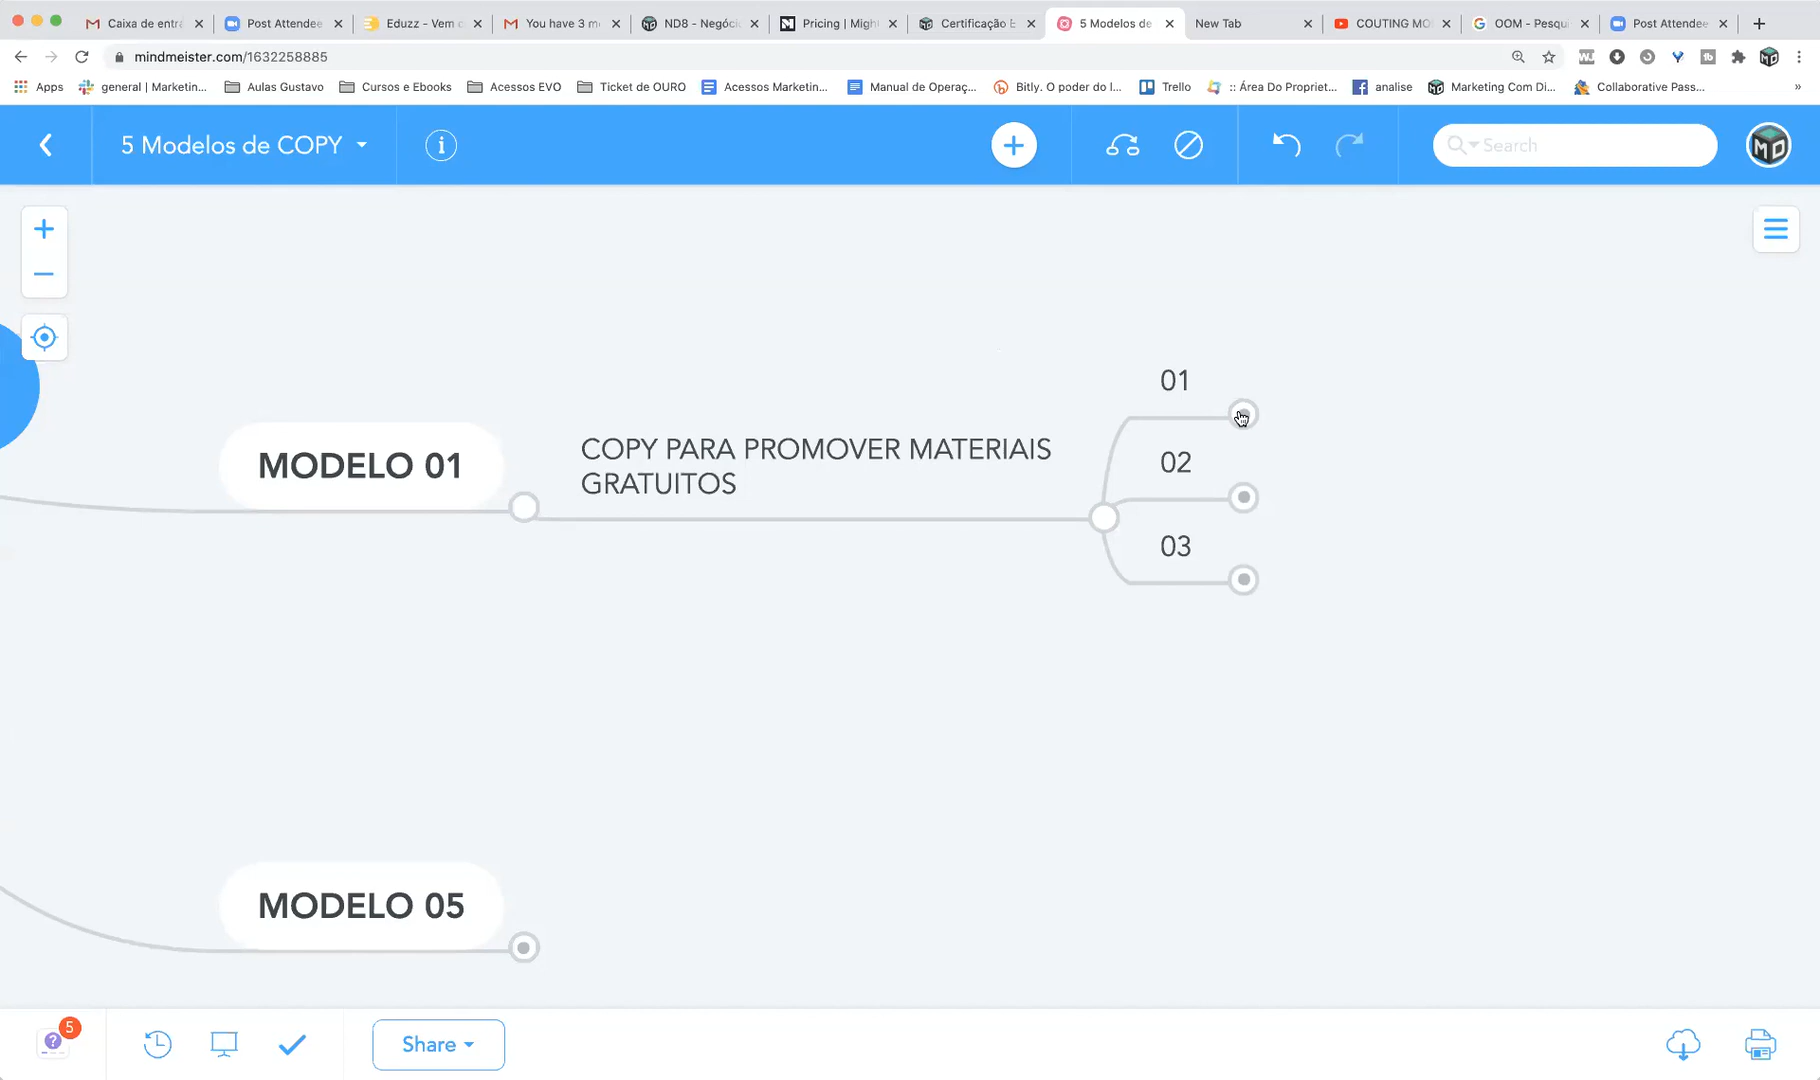 Caixa de entra
Post Attendee
Eduzz - Vem c
You have 3 m
ND8 - Negóci
Pricing | Migh
Certificação E
5 Modelos de
New Tab
COUTING MO
OOM - Pesqu
Post Attendee
mindmeister.com/1632258885
Apps
general | Marketin...
Aulas Gustavo
Cursos e Ebooks
Acessos EVO
Ticket de OURO
Acessos Marketin...
Manual de Operaç...
Bitly. O poder do l...
Trello
:: Área Do Propriet...
analise
Marketing Com Di...
Collaborative Pass...
»
5 Modelos de COPY
Search
MD
01
MODELO 01
COPY PARA PROMOVER MATERIAIS
GRATUITOS
02
03
MODELO 05
5
Share